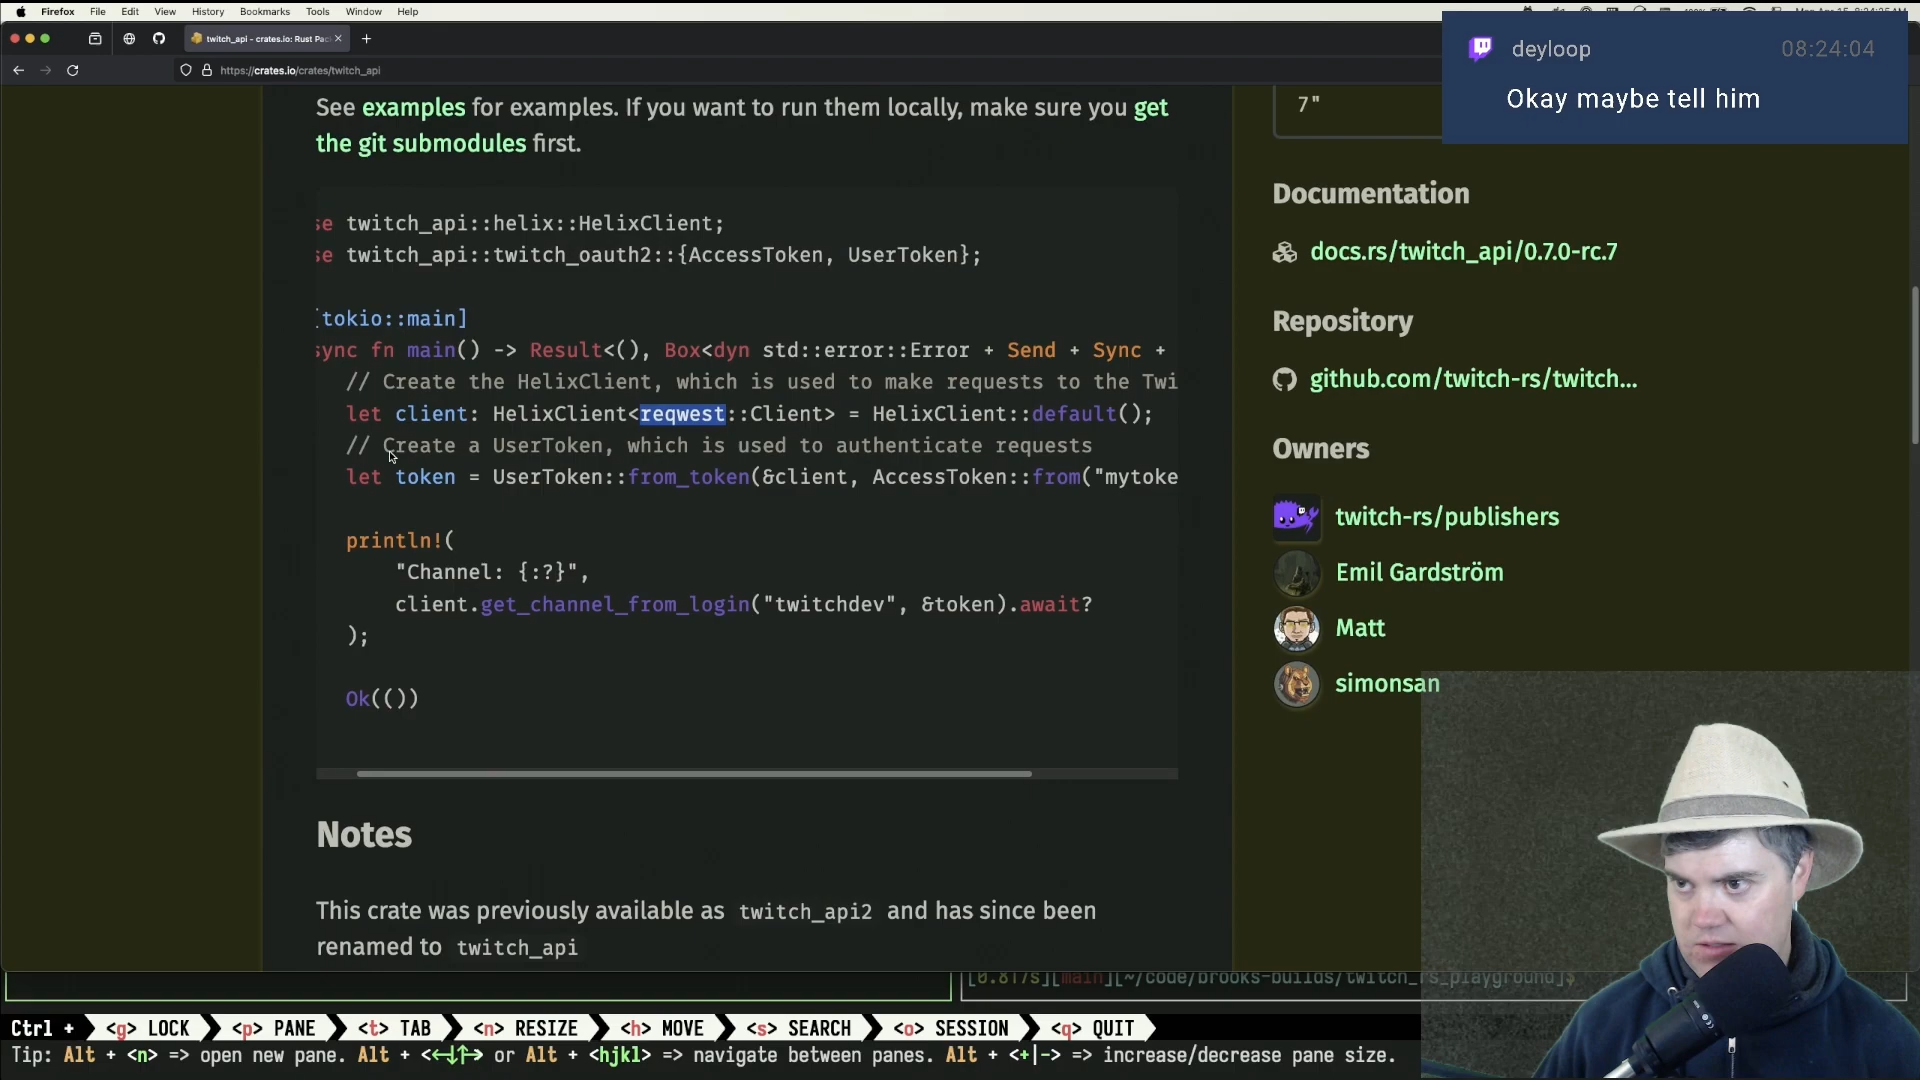 Firefox File Edit View History Bookmarks Tools Window Help
twitch_api - crates.io: Rust Pac
https://crates.io/crates/twitch_api
deyloop 08:24:04
Okay maybe tell him
See examples for examples. If you want to run them locally, make sure you get
the git submodules first.
se twitch_api::helix::HelixClient;
se twitch_api::twitch_oauth2::{AccessToken, UserToken};
[tokio::main]
sync fn main() -> Result<(), Box<dyn std::error::Error + Send + Sync +
// Create the HelixClient, which is used to make requests to the Twi
let client: HelixClient<reqwest::Client> = HelixClient::default();
// Create a UserToken, which is used to authenticate requests
let token = UserToken::from_token(&client, AccessToken::from("mytoke
println!(
"Channel: {:?}",
client.get_channel_from_login("twitchdev", &token).await?
);
Ok(())
Notes
This crate was previously available as twitch_api2 and has since been
renamed to twitch_api
7"
Documentation
docs.rs/twitch_api/0.7.0-rc.7
Repository
github.com/twitch-rs/twitch...
Owners
twitch-rs/publishers
Emil Gardström
Matt
simonsan
[0.817s][main][~/code/brooks-builds/twitch_rs_playground]$
Ctrl + <g> LOCK <p> PANE <t> TAB <n> RESIZE <h> MOVE <s> SEARCH <o> SESSION <q> QUIT
Tip: Alt + <n> => open new pane. Alt + <←↓↑→> or Alt + <hjkl> => navigate between panes. Alt + <+|-> => increase/decrease pane size.